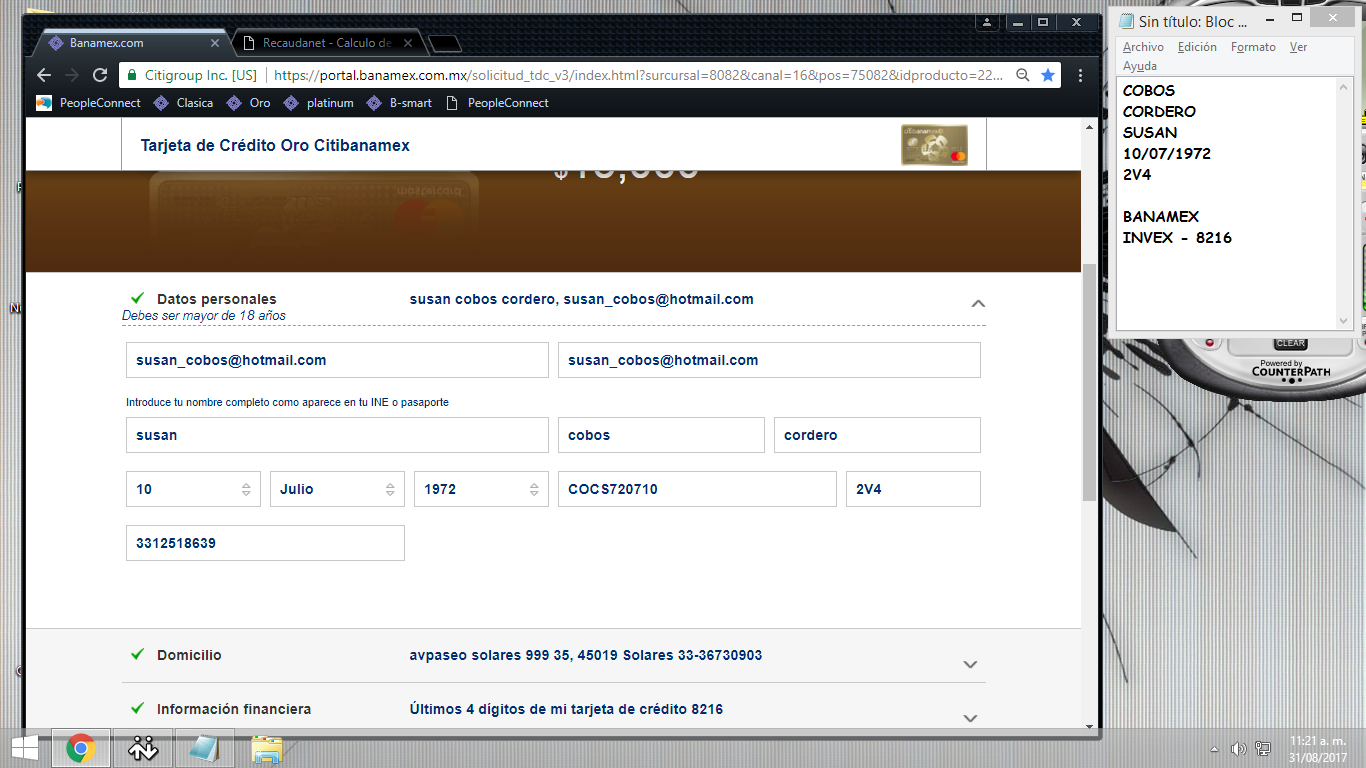 Banamex.com
Recaudanet - Calculo de
Citigroup Inc. [US]
https://portal.banamex.com.mx/solicitud_tdc_v3/index.html?surcursal=8082&canal=16&pos=75082&idproducto=22...
PeopleConnect
Clasica
Oro
platinum
B-smart
PeopleConnect
Tarjeta de Crédito Oro Citibanamex
Datos personales
susan cobos cordero, susan_cobos@hotmail.com
Debes ser mayor de 18 años
susan_cobos@hotmail.com
susan_cobos@hotmail.com
Introduce tu nombre completo como aparece en tu INE o pasaporte
susan
cobos
cordero
10
Julio
1972
COCS720710
2V4
3312518639
Domicilio
avpaseo solares 999 35, 45019 Solares 33-36730903
Información financiera
Últimos 4 dígitos de mi tarjeta de crédito 8216
Sin título: Bloc ...
Archivo Edición Formato Ver
Ayuda
COBOS
CORDERO
SUSAN
10/07/1972
2V4
BANAMEX
INVEX - 8216
CLEAR
Powered by
COUNTERPATH
11:21 a. m.
31/08/2017